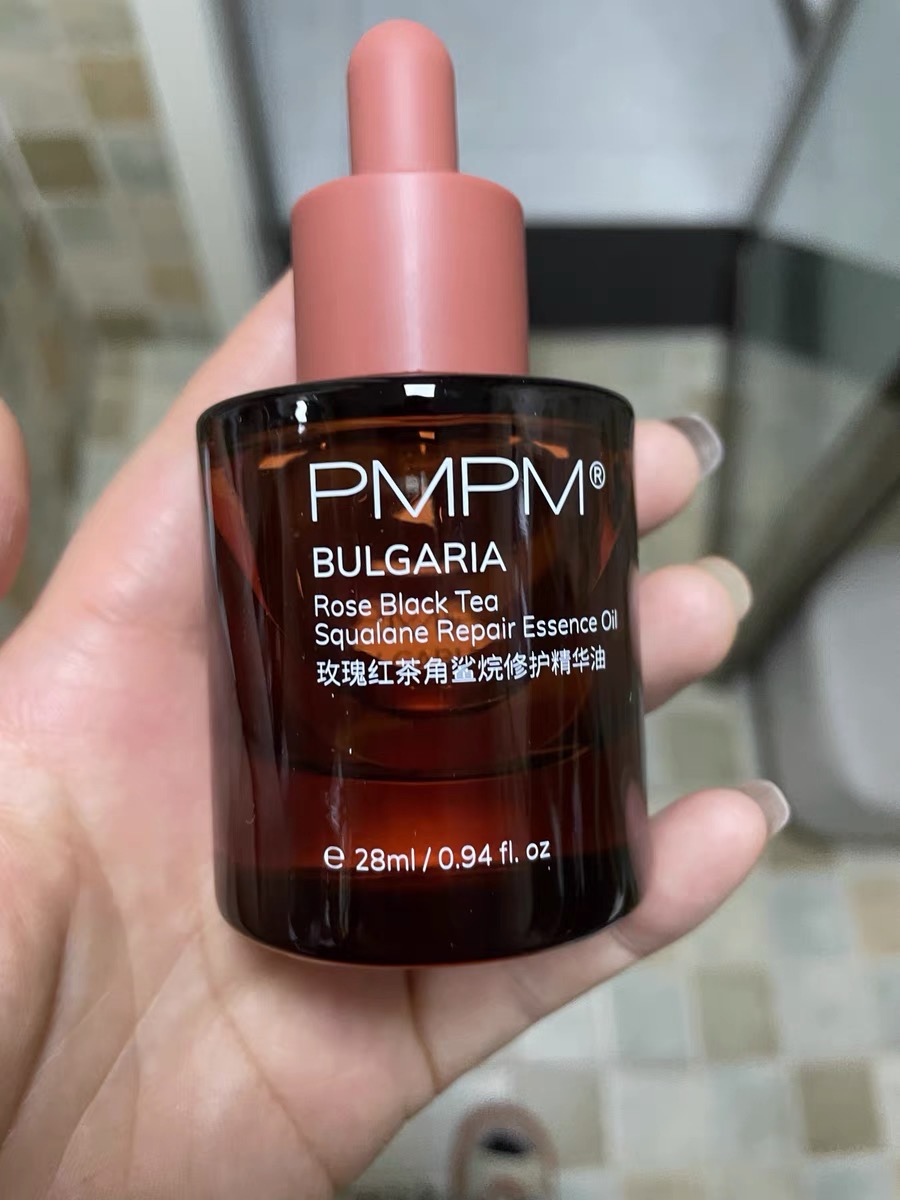 PMPM®
BULGARIA
Rose Black Tea
Squalane Repair Essence Oil
玫瑰红茶角鲨烷修护精华油
℮ 28ml / 0.94 fl. oz